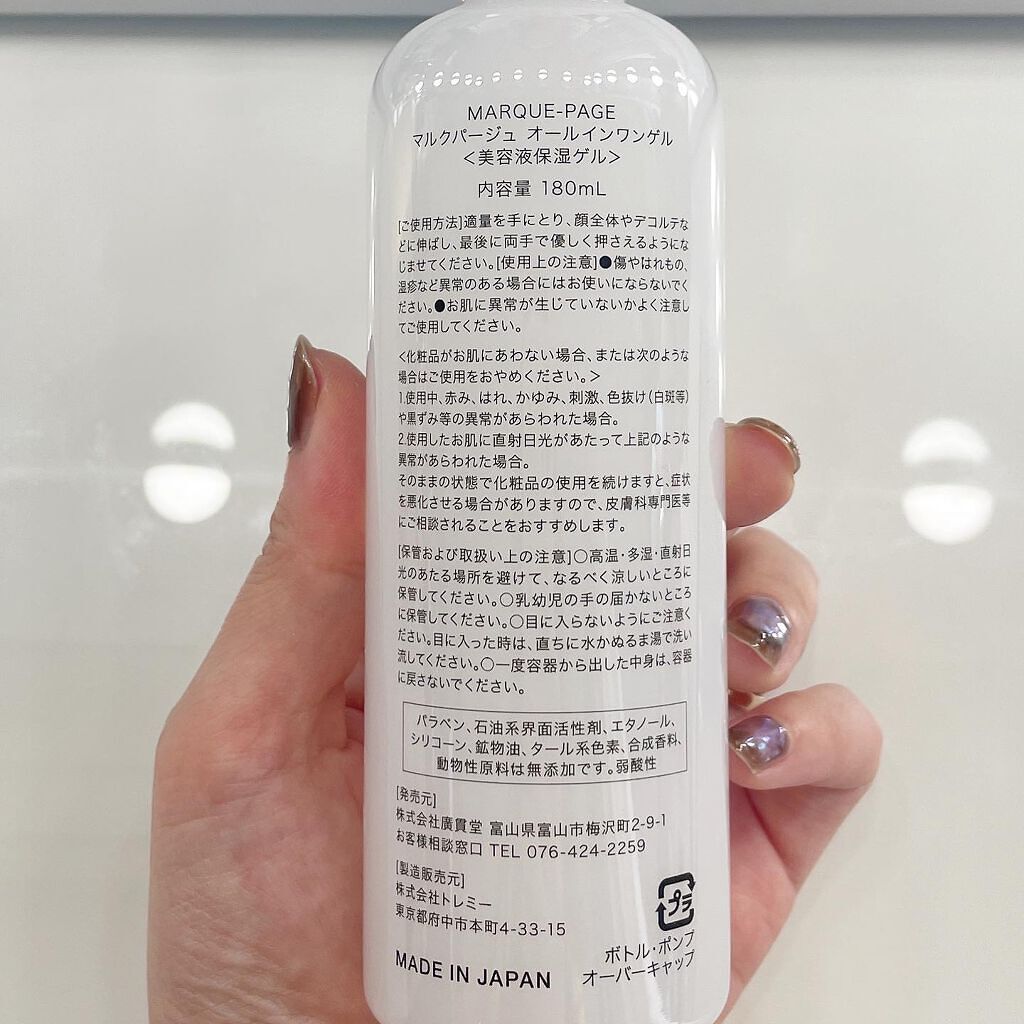 MARQUE-PAGE
マルクパージュ オールインワンゲル
＜美容液保湿ゲル＞
内容量 180mL
[ご使用方法]適量を手にとり、顔全体やデコルテな
どに伸ばし、最後に両手で優しく押さえるようにな
じませてください。[使用上の注意]●傷やはれもの、
湿疹など異常のある場合にはお使いにならないでく
ださい。●お肌に異常が生じていないかよく注意し
てご使用してください。
＜化粧品がお肌にあわない場合、または次のような
場合はご使用をおやめください。＞
1.使用中、赤み、はれ、かゆみ、刺激、色抜け(白斑等)
や黒ずみ等の異常があらわれた場合。
2.使用したお肌に直射日光があたって上記のような
異常があらわれた場合。
そのままの状態で化粧品の使用を続けますと、症状
を悪化させる場合がありますので、皮膚科専門医等
にご相談されることをおすすめします。
[保管および取扱い上の注意]○高温・多湿・直射日
光のあたる場所を避けて、なるべく涼しいところに
保管してください。○乳幼児の手の届かないところ
に保管してください。○目に入らないようにご注意く
ださい。目に入った時は、直ちに水かぬるま湯で洗い
流してください。○一度容器から出した中身は、容器
に戻さないでください。
パラベン、石油系界面活性剤、エタノール、
シリコーン、鉱物油、タール系色素、合成香料、
動物性原料は無添加です。弱酸性
[発売元]
株式会社廣貫堂 富山県富山市梅沢町2-9-1
お客様相談窓口 TEL 076-424-2259
[製造販売元]
株式会社トレミー
東京都府中市本町4-33-15
プラ
MADE IN JAPAN
ボトル・ポンプ
オーバーキャップ